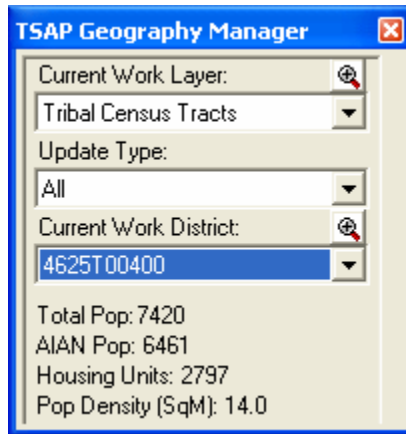 TSAP Geography Manager
Current Work Layer:
Tribal Census Tracts
Update Type:
All
Current Work District:
4625T00400
Total Pop: 7420
AIAN Pop: 6461
Housing Units: 2797
Pop Density (SqM): 14.0